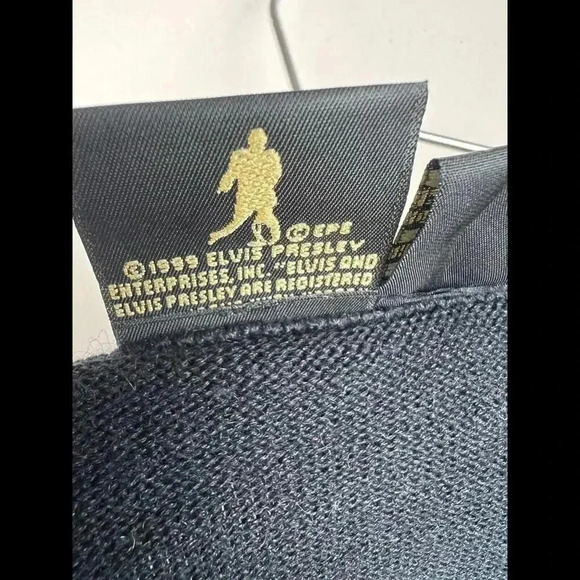 © EPE
© 1999 ELVIS PRESLEY
ENTERPRISES, INC. "ELVIS AND
ELVIS PRESLEY ARE REGISTERED